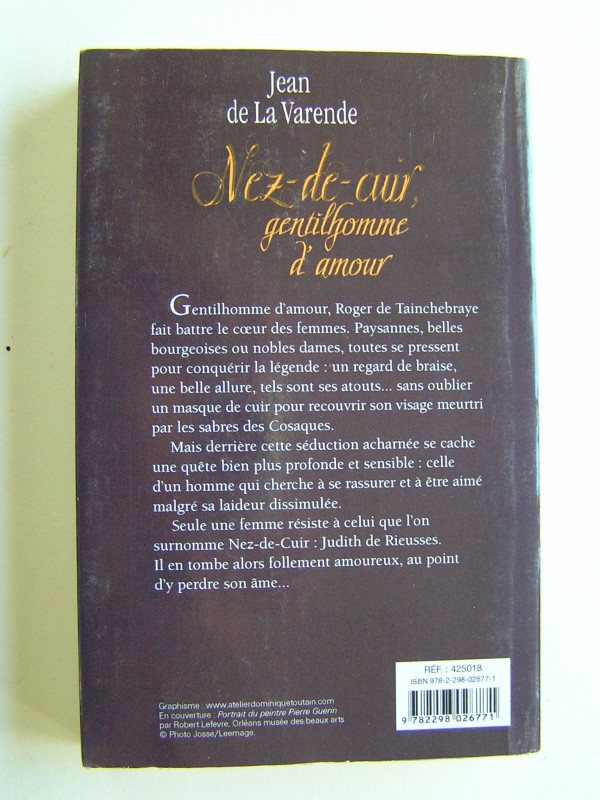 Jean
de La Varende
Nez-de-cuir,
gentilhomme
d'amour
Gentilhomme d'amour, Roger de Tainchebraye
fait battre le cœur des femmes. Paysannes, belles
bourgeoises ou nobles dames, toutes se pressent
pour conquérir la légende : un regard de braise,
une belle allure, tels sont ses atouts... sans oublier
un masque de cuir pour recouvrir son visage meurtri
par les sabres des Cosaques.
Mais derrière cette séduction acharnée se cache
une quête bien plus profonde et sensible : celle
d'un homme qui cherche à se rassurer et à être aimé
malgré sa laideur dissimulée.
Seule une femme résiste à celui que l'on
surnomme Nez-de-Cuir : Judith de Rieusses.
Il en tombe alors follement amoureux, au point
d'y perdre son âme...
Graphisme : www.atelierdominiquetoutain.com
En couverture : Portrait du peintre Pierre Guérin
par Robert Lefevre, Orléans musée des beaux arts
© Photo Josse/Leemage.
RÉF. : 425018
ISBN 978-2-298-02677-1
9 782298 026771